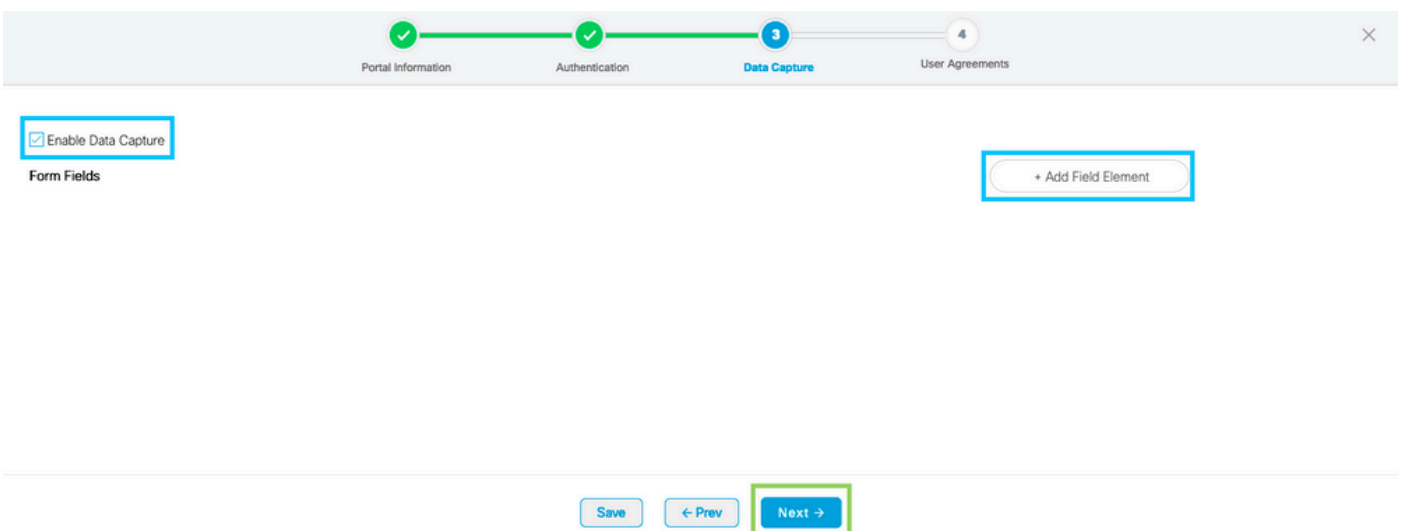 3
4
Portal Information
Authentication
Data Capture
User Agreements
Enable Data Capture
Form Fields
+ Add Field Element
Save
← Prev
Next →